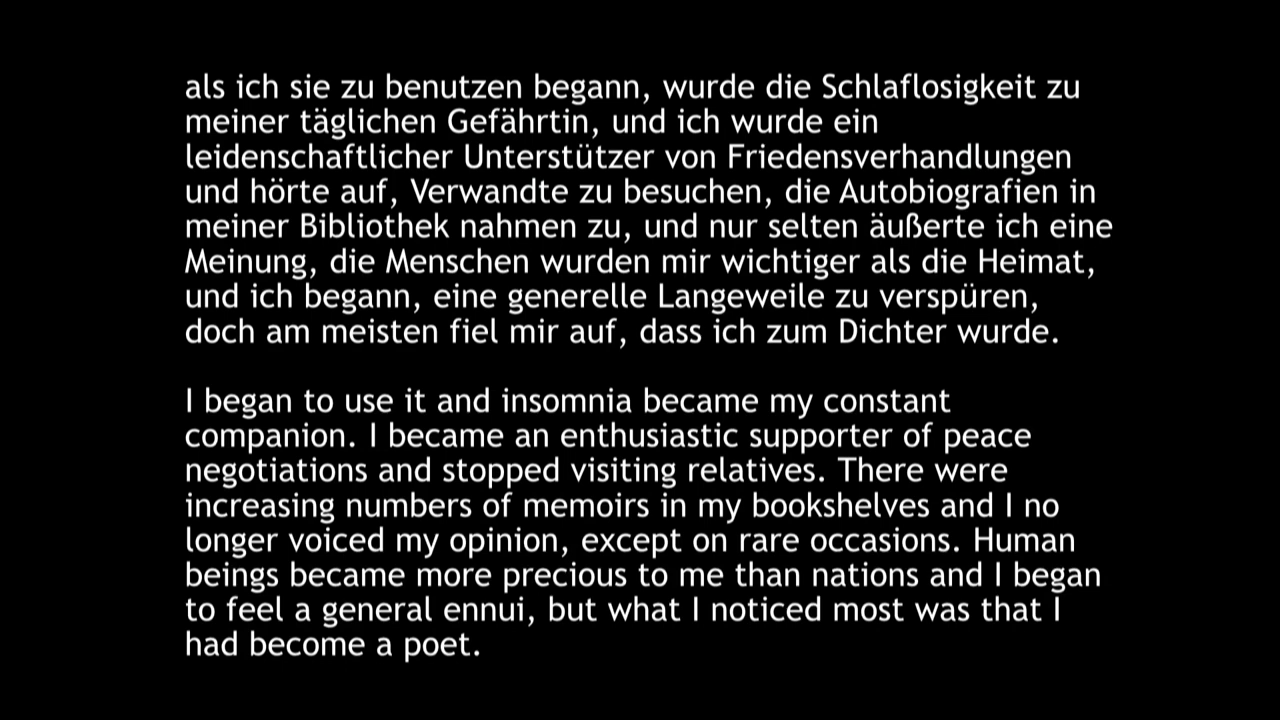 als ich sie zu benutzen begann, wurde die Schlaflosigkeit zu
meiner täglichen Gefährtin, und ich wurde ein
leidenschaftlicher Unterstützer von Friedensverhandlungen
und hörte auf, Verwandte zu besuchen, die Autobiografien in
meiner Bibliothek nahmen zu, und nur selten äußerte ich eine
Meinung, die Menschen wurden mir wichtiger als die Heimat,
und ich begann, eine generelle Langeweile zu verspüren,
doch am meisten fiel mir auf, dass ich zum Dichter wurde.
I began to use it and insomnia became my constant
companion. I became an enthusiastic supporter of peace
negotiations and stopped visiting relatives. There were
increasing numbers of memoirs in my bookshelves and I no
longer voiced my opinion, except on rare occasions. Human
beings became more precious to me than nations and I began
to feel a general ennui, but what I noticed most was that I
had become a poet.